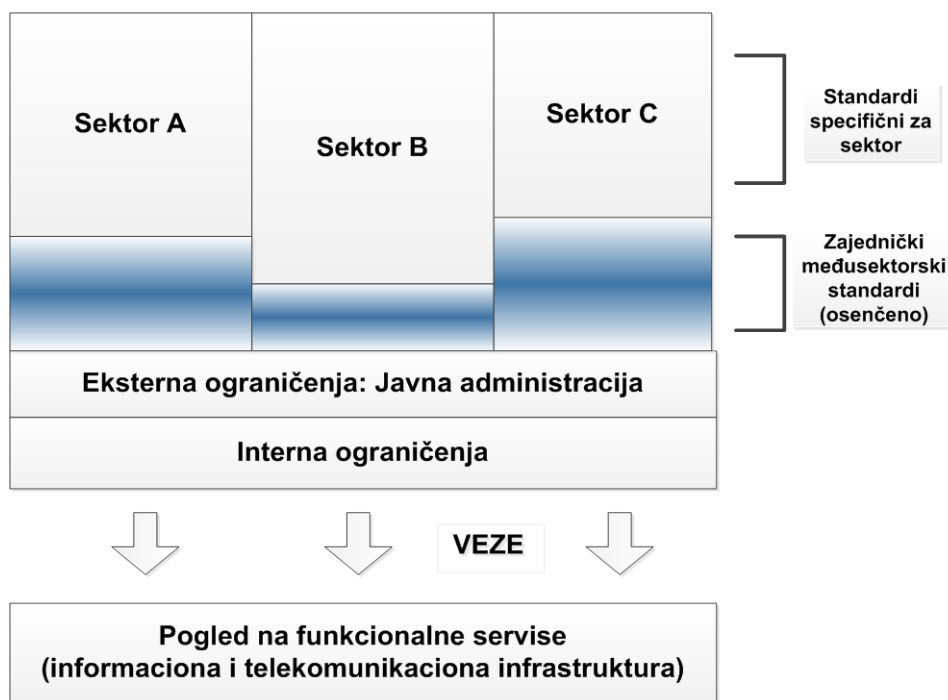 Sektor A
Sektor B
Sektor C
Standardi
specifični za
sektor
Zajednički
međusektorski
standardi
(osenčeno)
Eksterna ograničenja: Javna administracija
Interna ograničenja
VEZE
Pogled na funkcionalne servise
(informaciona i telekomunikaciona infrastruktura)